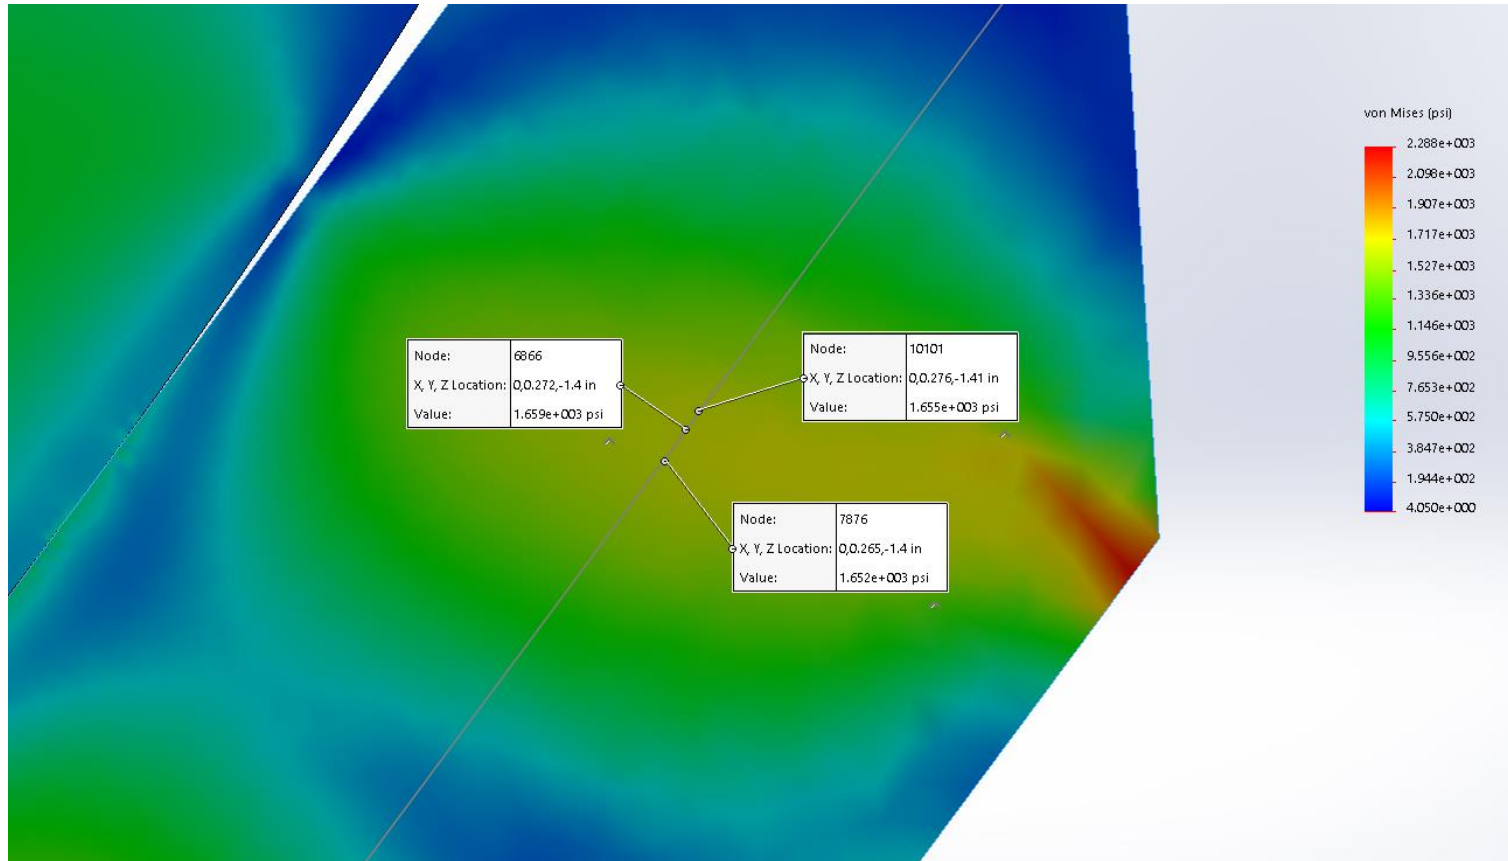 von Mises (psi)
2.288e+003
2.098e+003
1.907e+003
1.717e+003
1.527e+003
1.336e+003
1.146e+003
9.556e+002
7.653e+002
5.750e+002
3.847e+002
1.944e+002
4.050e+000
Node: 6866
X, Y, Z Location: 0,0.272,-1.4 in
Value: 1.659e+003 psi
Node: 10101
X, Y, Z Location: 0,0.276,-1.41 in
Value: 1.655e+003 psi
Node: 7876
X, Y, Z Location: 0,0.265,-1.4 in
Value: 1.652e+003 psi